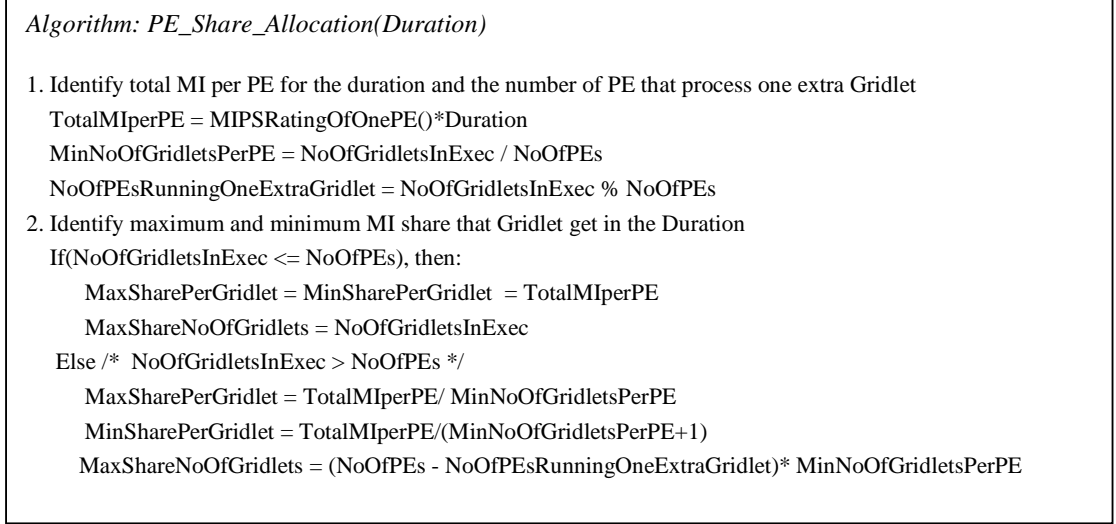 Algorithm: PE_Share_Allocation(Duration)
1. Identify total MI per PE for the duration and the number of PE that process one extra Gridlet
TotalMIperPE = MIPSRatingOfOnePE()*Duration
MinNoOfGridletsPerPE = NoOfGridletsInExec / NoOfPEs
NoOfPEsRunningOneExtraGridlet = NoOfGridletsInExec % NoOfPEs
2. Identify maximum and minimum MI share that Gridlet get in the Duration
If(NoOfGridletsInExec <= NoOfPEs), then:
MaxSharePerGridlet = MinSharePerGridlet = TotalMIperPE
MaxShareNoOfGridlets = NoOfGridletsInExec
Else /* NoOfGridletsInExec > NoOfPEs */
MaxSharePerGridlet = TotalMIperPE/ MinNoOfGridletsPerPE
MinSharePerGridlet = TotalMIperPE/(MinNoOfGridletsPerPE+1)
MaxShareNoOfGridlets = (NoOfPEs - NoOfPEsRunningOneExtraGridlet)* MinNoOfGridletsPerPE